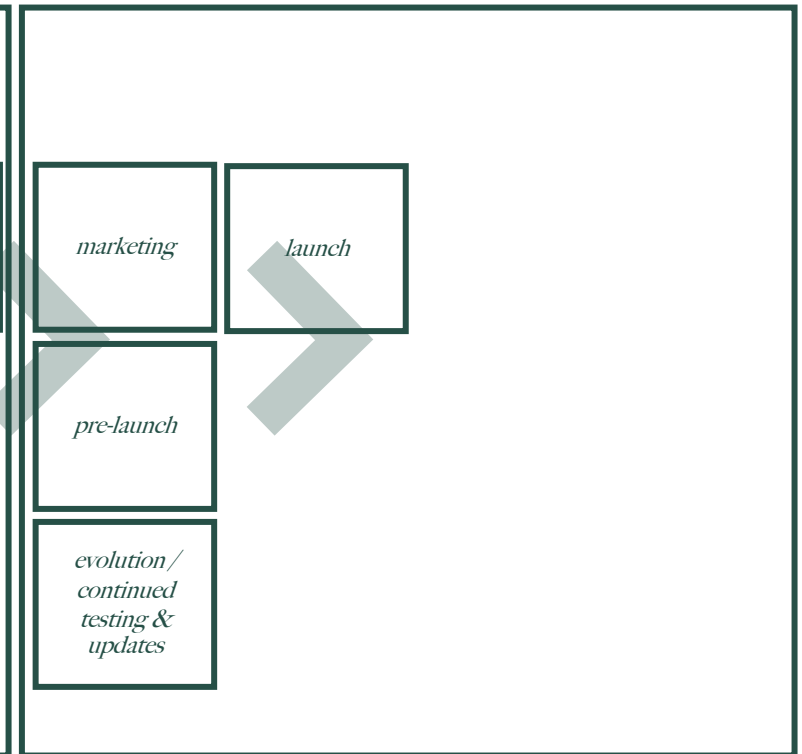 marketing
launch
pre-launch
evolution /
continued
testing &
updates